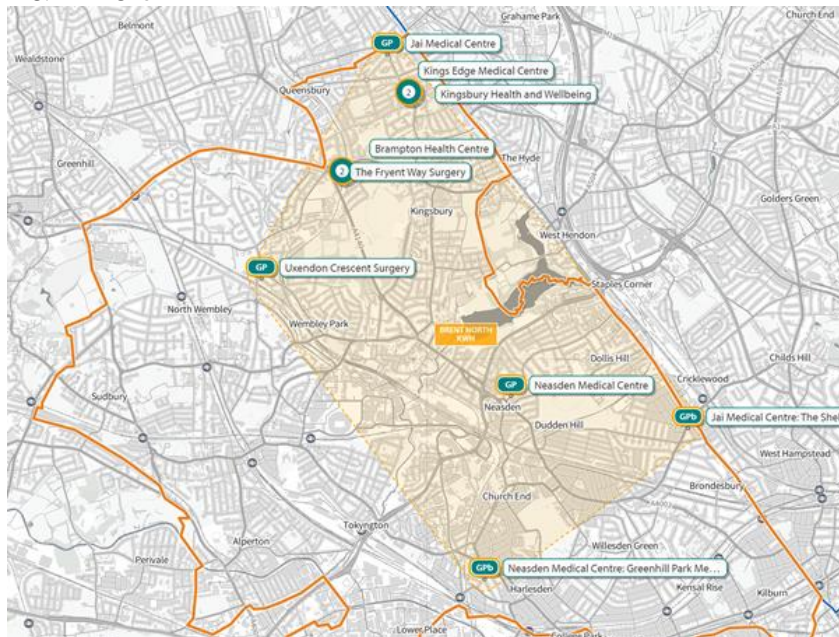 Grahame Park
Church End
Belmont
GP Jai Medical Centre
Wealdstone
Kings Edge Medical Centre
Queensbury
2 Kingsbury Health and Wellbeing
Brampton Health Centre
The Hyde
Greenhill
2 The Fryent Way Surgery
Golders Green
Kingsbury
West Hendon
GP Uxendon Crescent Surgery
Staples Corner
North Wembley
Wembley Park
BRENT NORTH
Dollis Hill
Childs Hill
GP Neasden Medical Centre
Cricklewood
Sudbury
Neasden
GPb Jai Medical Centre: The Shel
Dudden Hill
West Hampstead
Brondesbury
Church End
Tokyngton
Alperton
Willesden Green
Perivale
GPb Neasden Medical Centre: Greenhill Park Me...
Harlesden
Kensal Rise
Kilburn
Lower Place
College Park